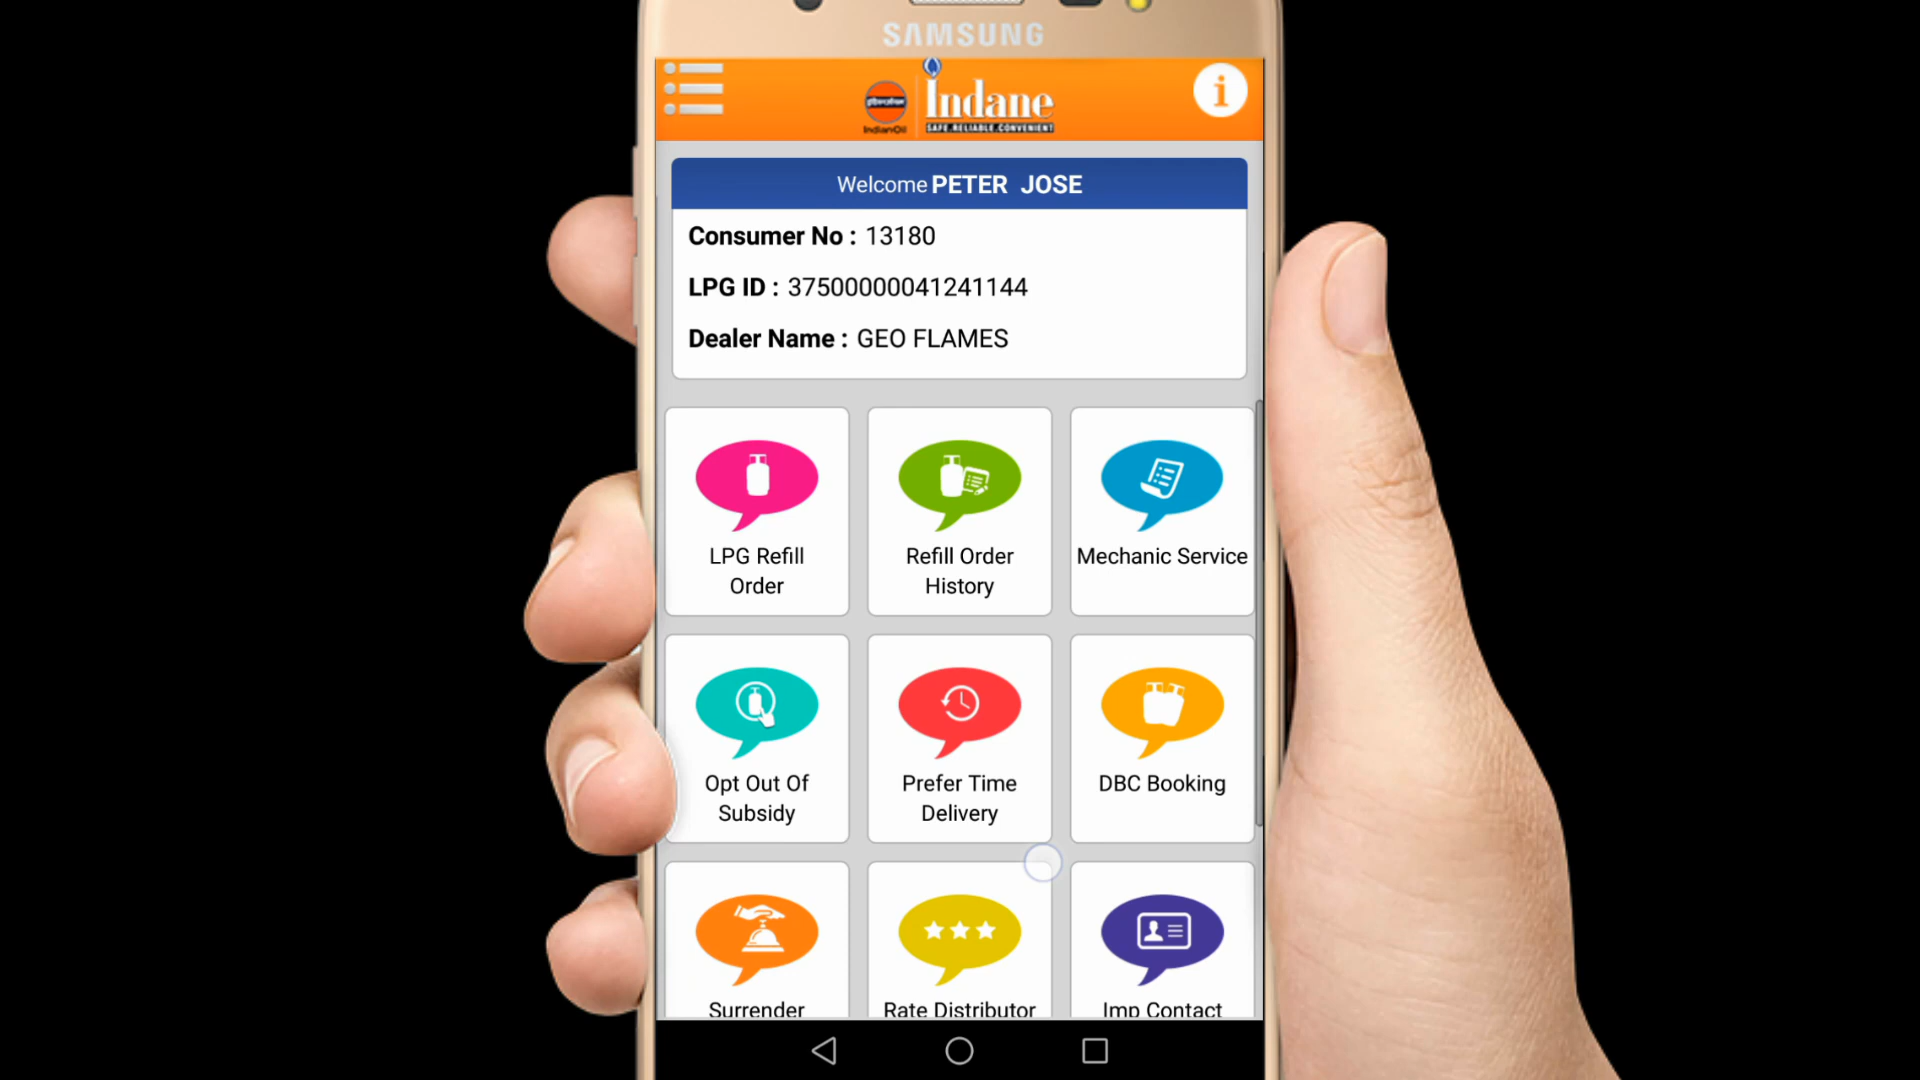 SAMSUNG
इंडियनऑयल
IndianOil
Indane
SAFE.RELIABLE.CONVENIENT
i
Welcome PETER JOSE
Consumer No : 13180
LPG ID : 37500000041241144
Dealer Name : GEO FLAMES
LPG Refill
Order
Refill Order
History
Mechanic Service
Opt Out Of
Subsidy
Prefer Time
Delivery
DBC Booking
Surrender
Rate Distributor
Imp Contact